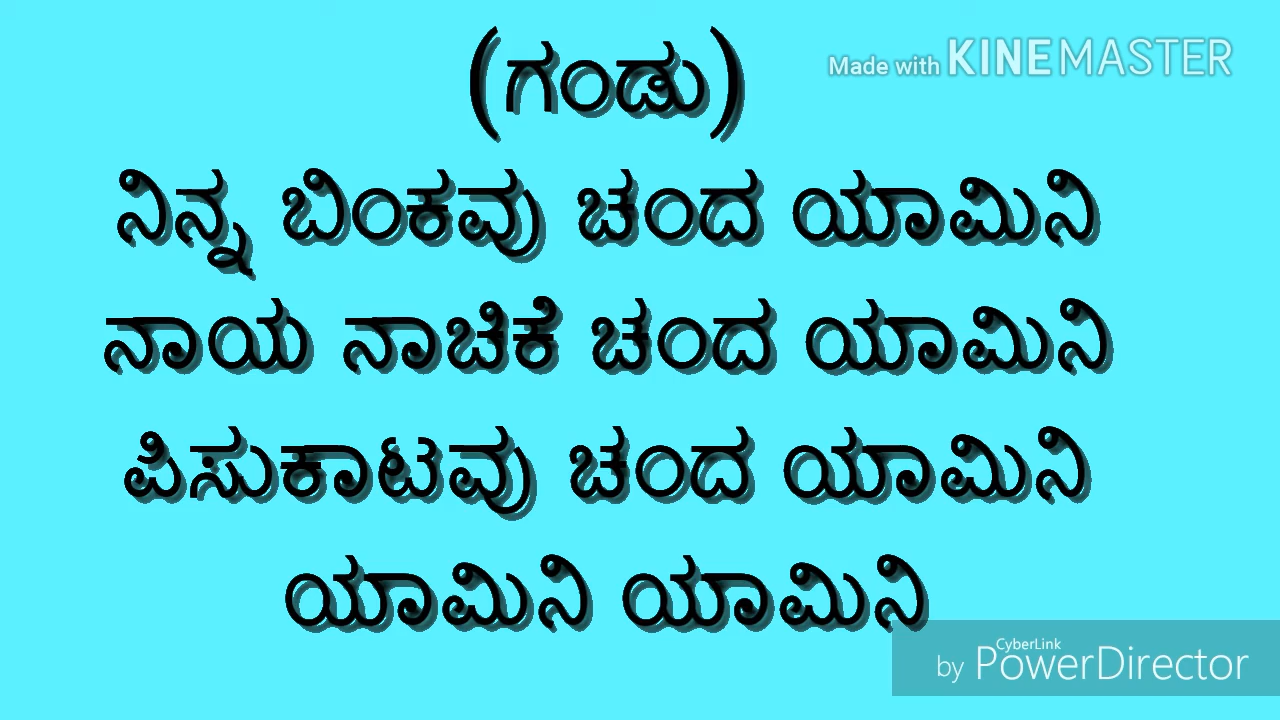 (ಗಂಡು)
Made with KINEMASTER
ನಿನ್ನ ಬಿಂಕವು ಚಂದ ಯಾಮಿನಿ
ನಾಯ ನಾಚಿಕೆ ಚಂದ ಯಾಮಿನಿ
ಪಿಸುಕಾಟವು ಚಂದ ಯಾಮಿನಿ
ಯಾಮಿನಿ ಯಾಮಿನಿ
CyberLink
by PowerDirector